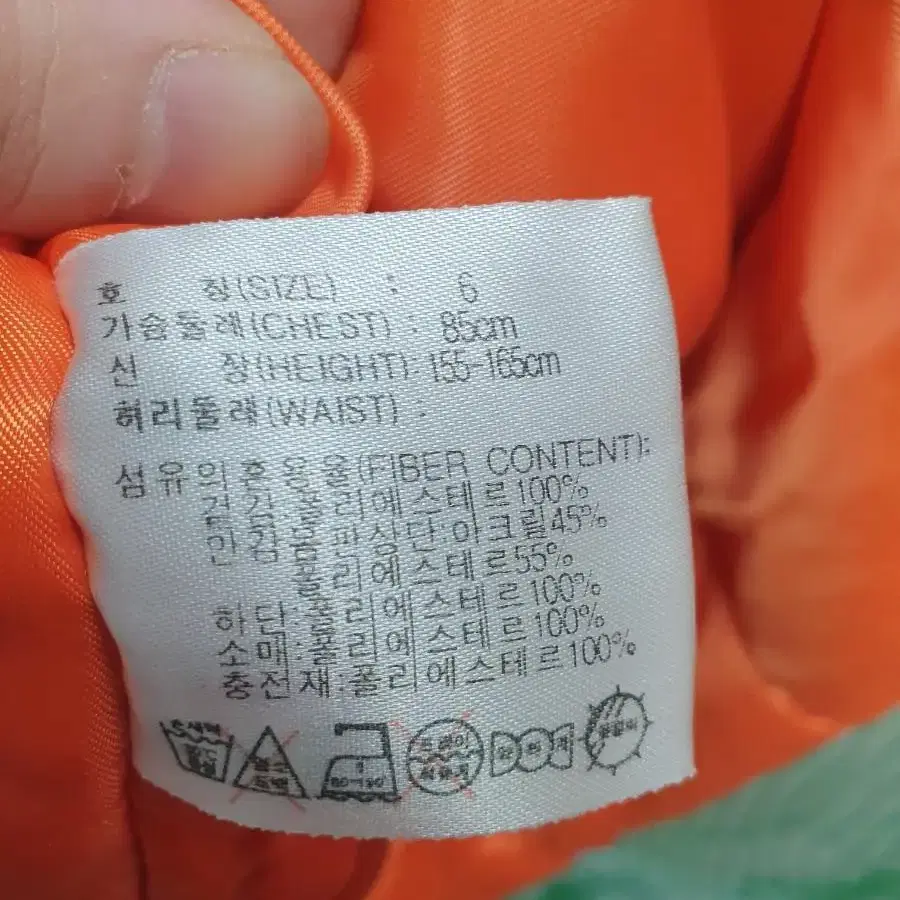 호 칭(SIZE) : 6
가슴둘레(CHEST) : 85cm
신 장(HEIGHT): 155-165cm
허리둘레(WAIST) :
섬유의혼용율(FIBER CONTENT):
겉감:폴리에스테르100%
안감:몸판상단:아크릴45%
폴리에스테르55%
하단:폴리에스테르100%
소매:폴리에스테르100%
충전재:폴리에스테르100%